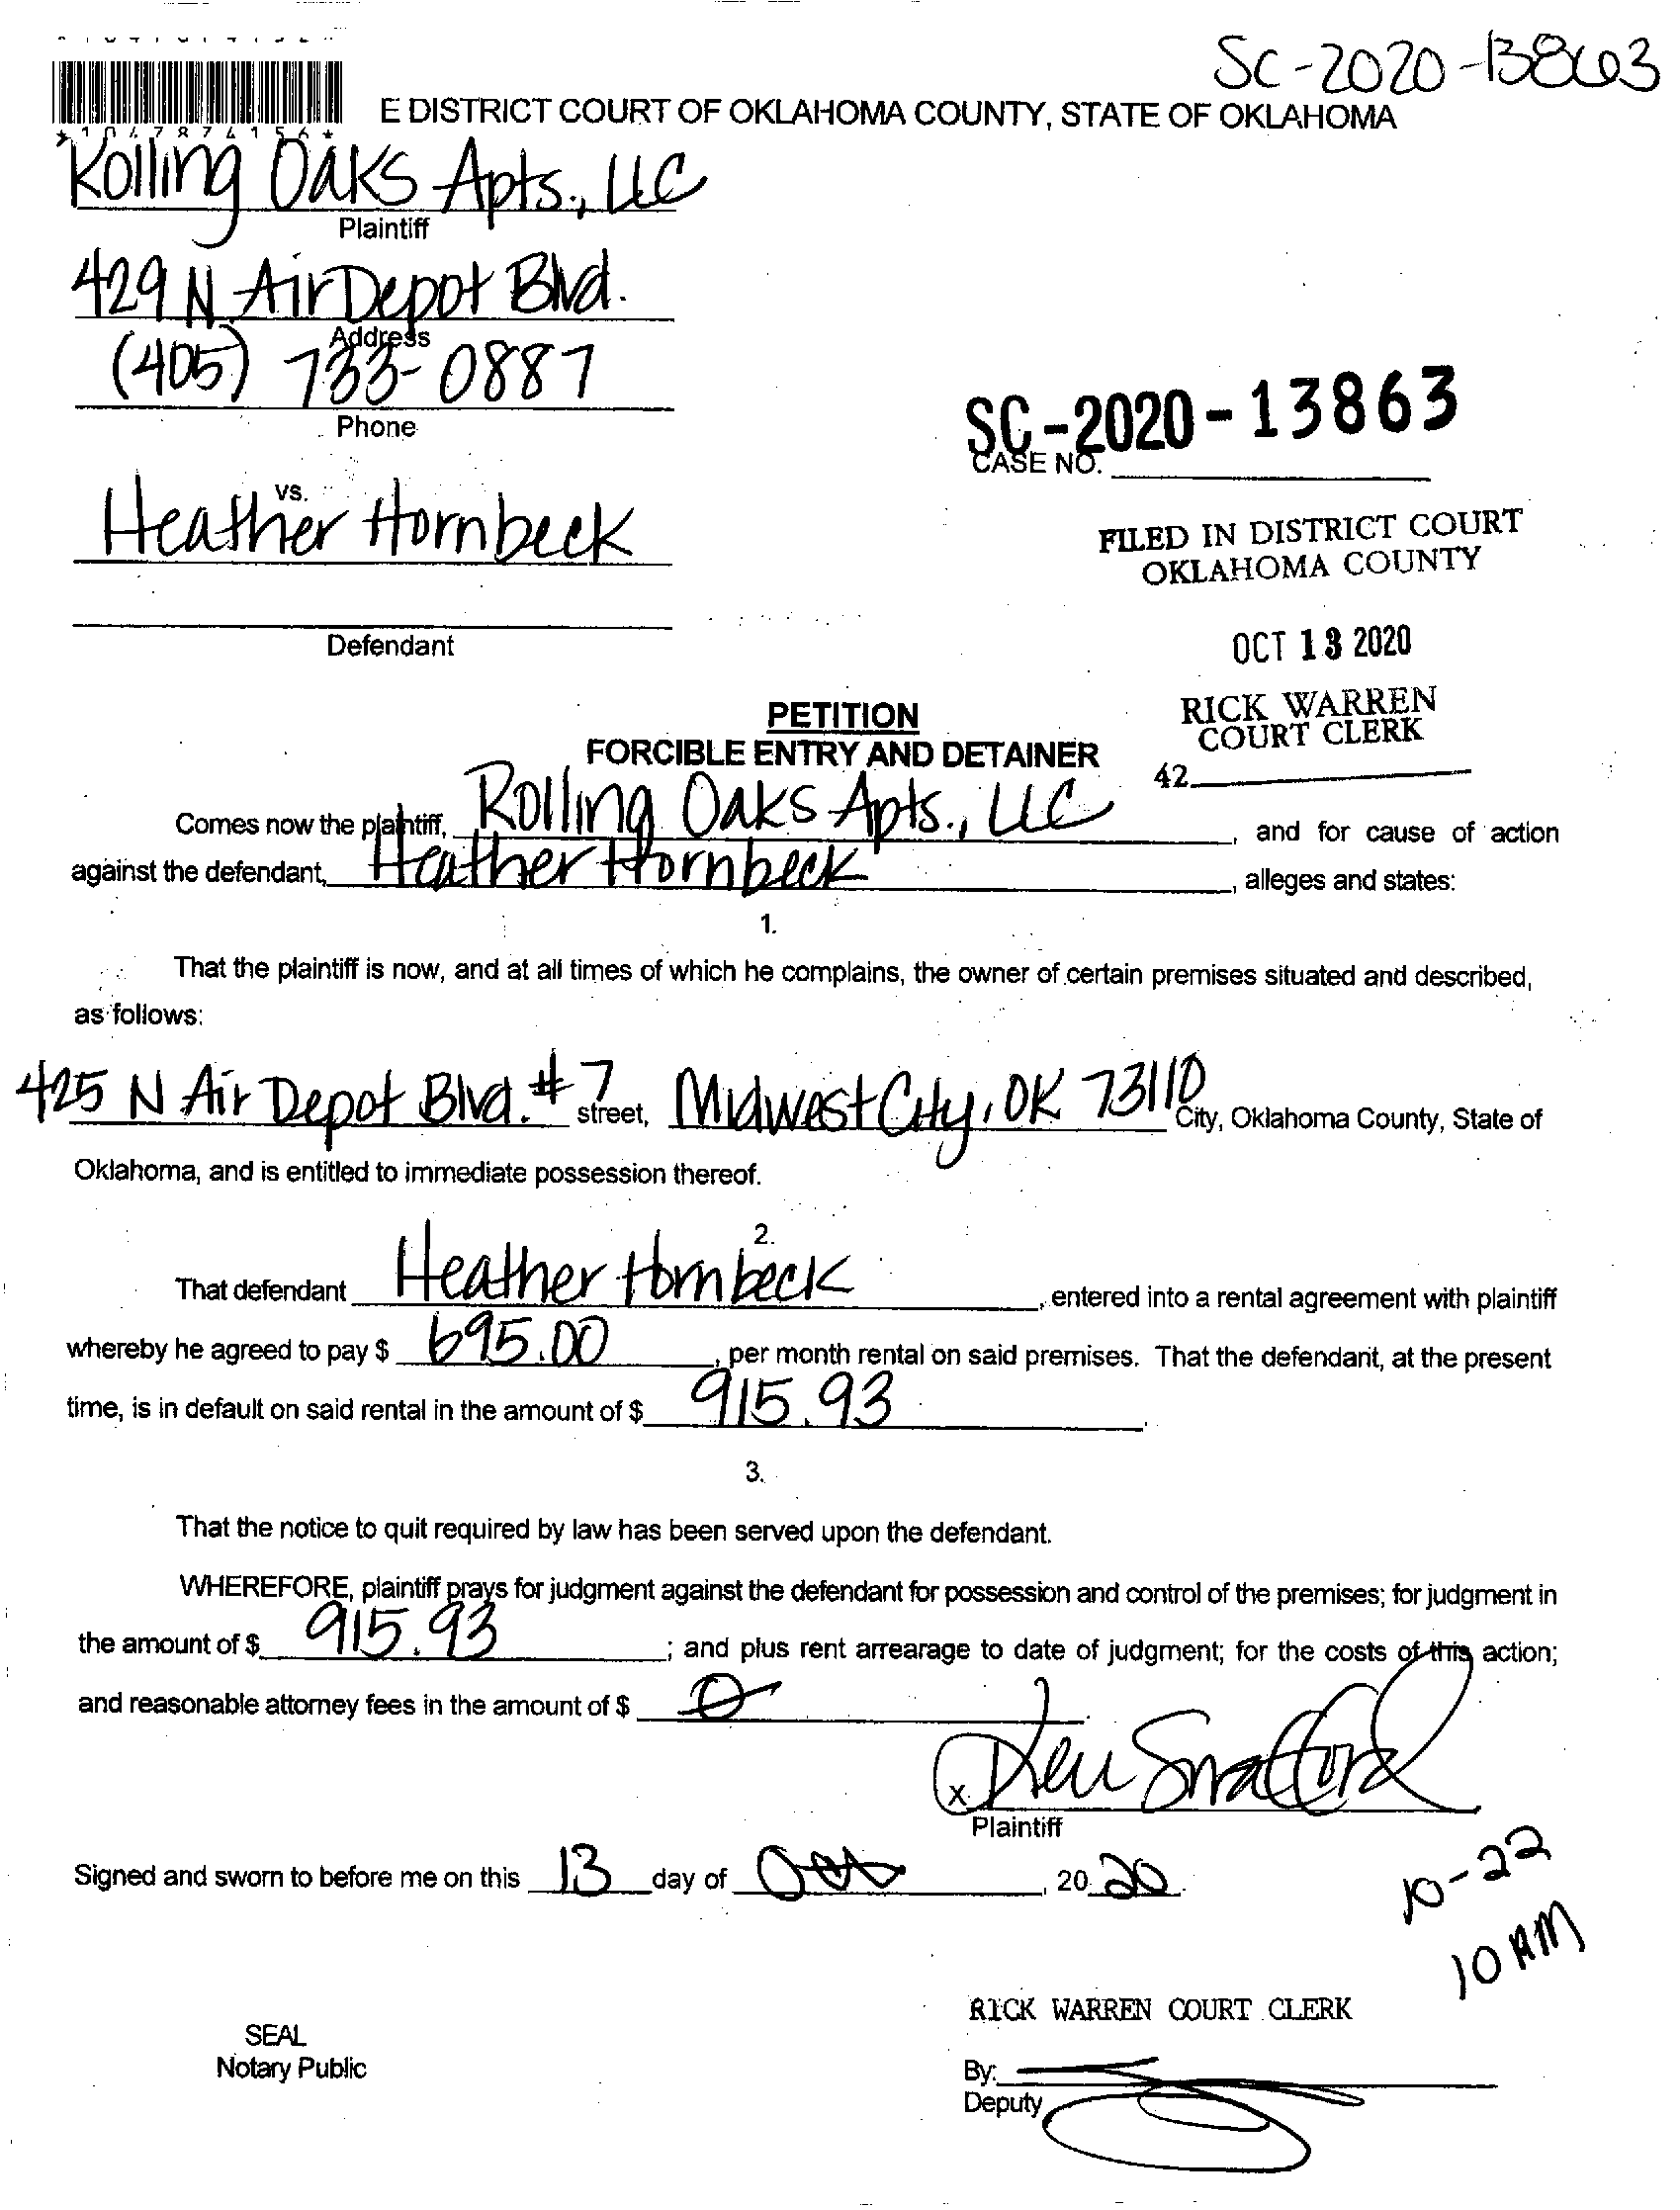 SC-2020-13863
E DISTRICT COURT OF OKLAHOMA COUNTY, STATE OF OKLAHOMA
*1047874156*
Rolling Oaks Apts., LLC
Plaintiff
429 N Air Depot Blvd.
Address
(405) 733-0887
Phone
SC-2020-13863
CASE NO.
vs.
Heather Hornbeck
FILED IN DISTRICT COURT
OKLAHOMA COUNTY
Defendant
OCT 13 2020
RICK WARREN
COURT CLERK
42
PETITION
FORCIBLE ENTRY AND DETAINER
Comes now the plaintiff, Rolling Oaks Apts., LLC, and for cause of action
against the defendant, Heather Hornbeck, alleges and states:
1.
That the plaintiff is now, and at all times of which he complains, the owner of certain premises situated and described,
as follows:
425 N Air Depot Blvd. #7 street, Midwest City, OK 73110 City, Oklahoma County, State of
Oklahoma, and is entitled to immediate possession thereof.
2.
That defendant Heather Hornbeck, entered into a rental agreement with plaintiff
whereby he agreed to pay $ 695.00, per month rental on said premises. That the defendant, at the present
time, is in default on said rental in the amount of $ 915.93.
3.
That the notice to quit required by law has been served upon the defendant.
WHEREFORE, plaintiff prays for judgment against the defendant for possession and control of the premises; for judgment in
the amount of $ 915.93; and plus rent arrearage to date of judgment; for the costs of this action;
and reasonable attorney fees in the amount of $ 0
X
Plaintiff
Signed and sworn to before me on this 13 day of Oct, 2020.
10-22
10 AM
RICK WARREN COURT CLERK
SEAL
Notary Public
By:
Deputy